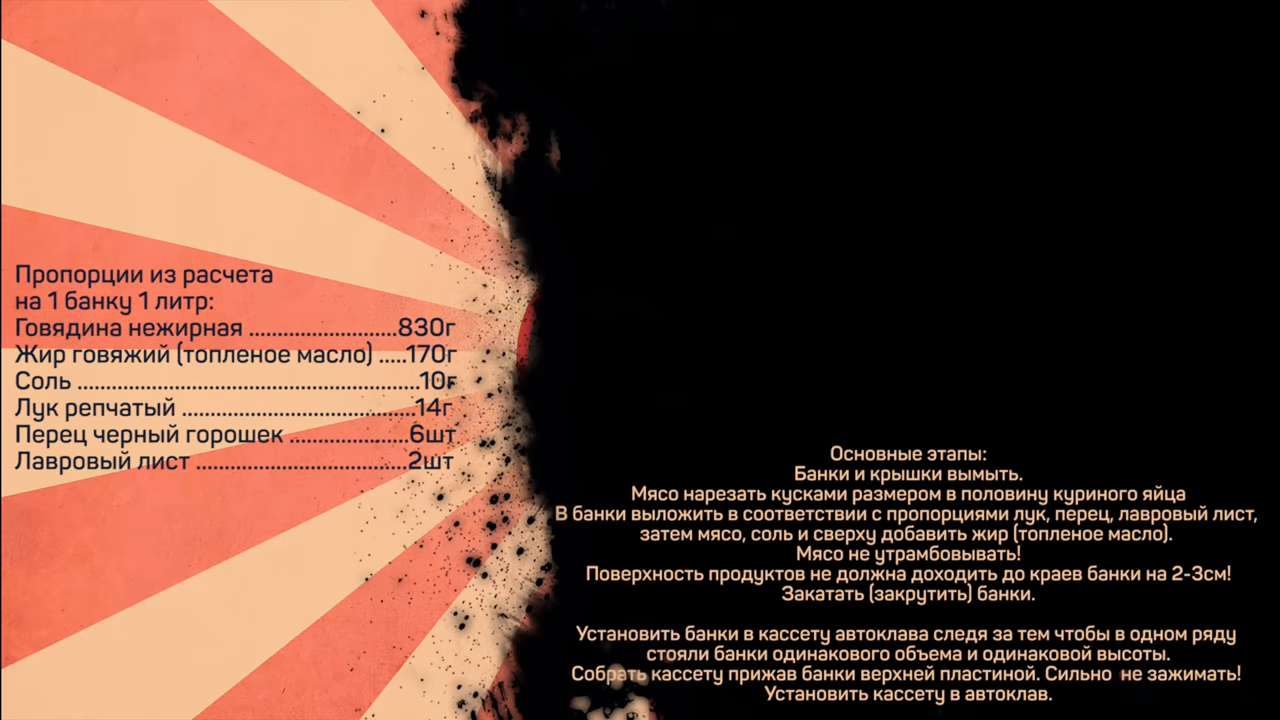 Пропорции из расчета
на 1 банку 1 литр:
Говядина нежирная ................................830г
Жир говяжий (топленое масло) .....170г
Соль ..........................................................................10г
Лук репчатый ..................................................14г
Перец черный горошек ..........................6шт
Лавровый лист ..............................................2шт
Основные этапы:
Банки и крышки вымыть.
Мясо нарезать кусками размером в половину куриного яйца
В банки выложить в соответствии с пропорциями лук, перец, лавровый лист,
затем мясо, соль и сверху добавить жир (топленое масло).
Мясо не утрамбовывать!
Поверхность продуктов не должна доходить до краев банки на 2-3см!
Закатать (закрутить) банки.
Установить банки в кассету автоклава следя за тем чтобы в одном ряду
стояли банки одинакового объема и одинаковой высоты.
Собрать кассету прижав банки верхней пластиной. Сильно не зажимать!
Установить кассету в автоклав.